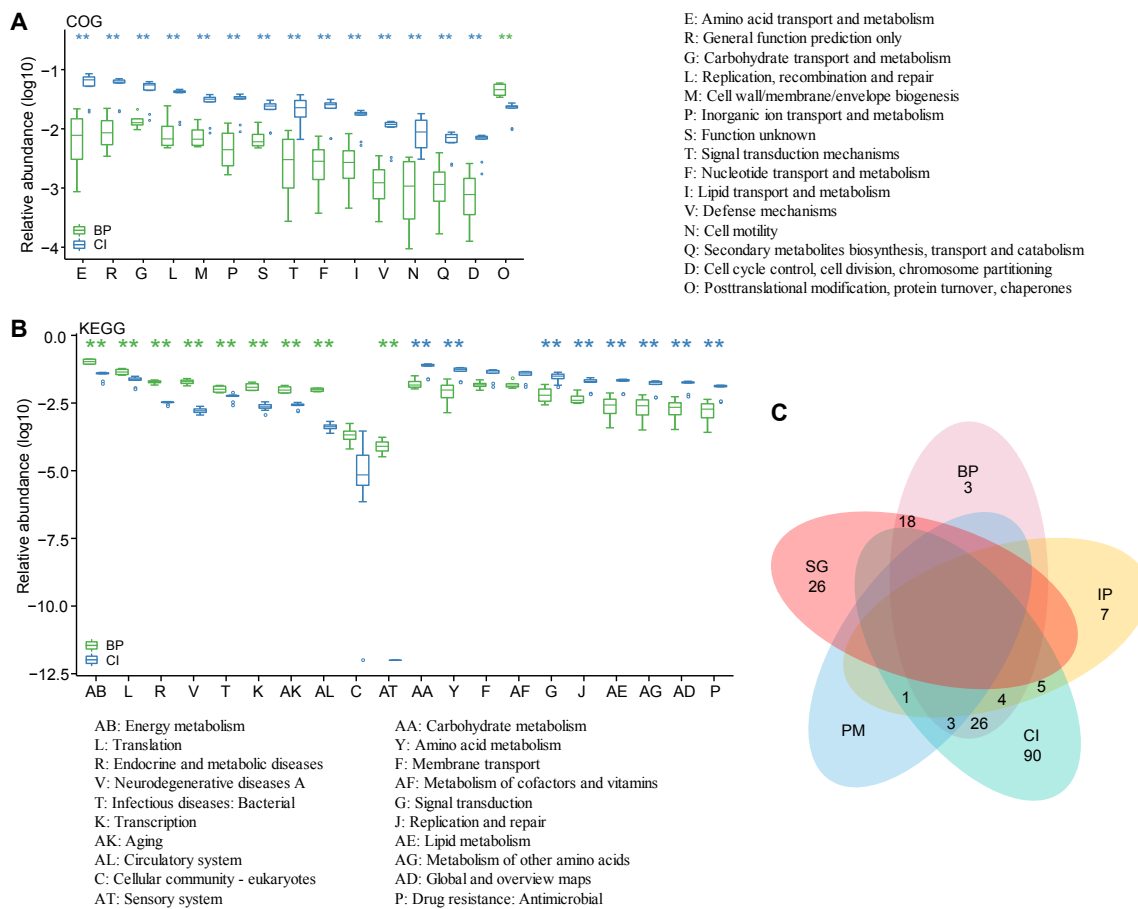 A
COG
** ** ** ** ** ** ** ** ** ** ** ** ** ** **
Relative abundance (log10)
−1
−2
−3
−4
BP
CI
E R G L M P S T F I V N Q D O
E: Amino acid transport and metabolism
R: General function prediction only
G: Carbohydrate transport and metabolism
L: Replication, recombination and repair
M: Cell wall/membrane/envelope biogenesis
P: Inorganic ion transport and metabolism
S: Function unknown
T: Signal transduction mechanisms
F: Nucleotide transport and metabolism
I: Lipid transport and metabolism
V: Defense mechanisms
N: Cell motility
Q: Secondary metabolites biosynthesis, transport and catabolism
D: Cell cycle control, cell division, chromosome partitioning
O: Posttranslational modification, protein turnover, chaperones
B
KEGG
** ** ** ** ** ** ** ** ** ** ** ** ** ** ** ** **
Relative abundance (log10)
0.0
−2.5
−5.0
−7.5
−10.0
−12.5
BP
CI
AB L R V T K AK AL C AT AA Y F AF G J AE AG AD P
AB: Energy metabolism
L: Translation
R: Endocrine and metabolic diseases
V: Neurodegenerative diseases A
T: Infectious diseases: Bacterial
K: Transcription
AK: Aging
AL: Circulatory system
C: Cellular community - eukaryotes
AT: Sensory system
AA: Carbohydrate metabolism
Y: Amino acid metabolism
F: Membrane transport
AF: Metabolism of cofactors and vitamins
G: Signal transduction
J: Replication and repair
AE: Lipid metabolism
AG: Metabolism of other amino acids
AD: Global and overview maps
P: Drug resistance: Antimicrobial
C
BP
3
18
SG
26
IP
7
5
4
1
3 26
PM
CI
90